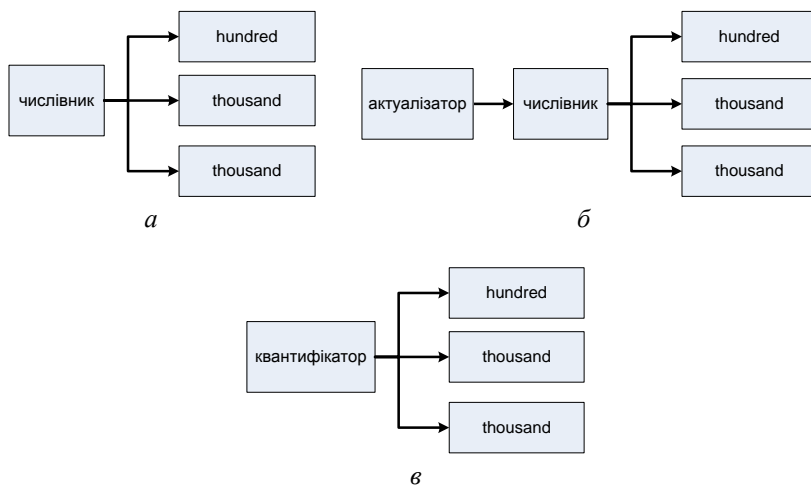 hundred
числівник
thousand
thousand
а
hundred
актуалізатор
числівник
thousand
thousand
б
hundred
квантифікатор
thousand
thousand
в